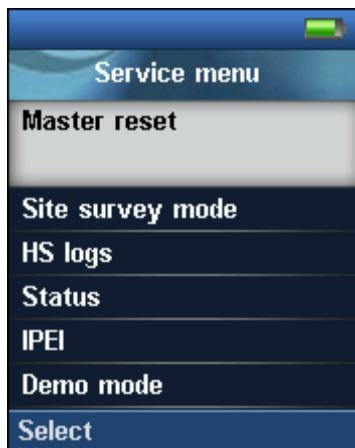 Service menu
Master reset
Site survey mode
HS logs
Status
IPEI
Demo mode
Select